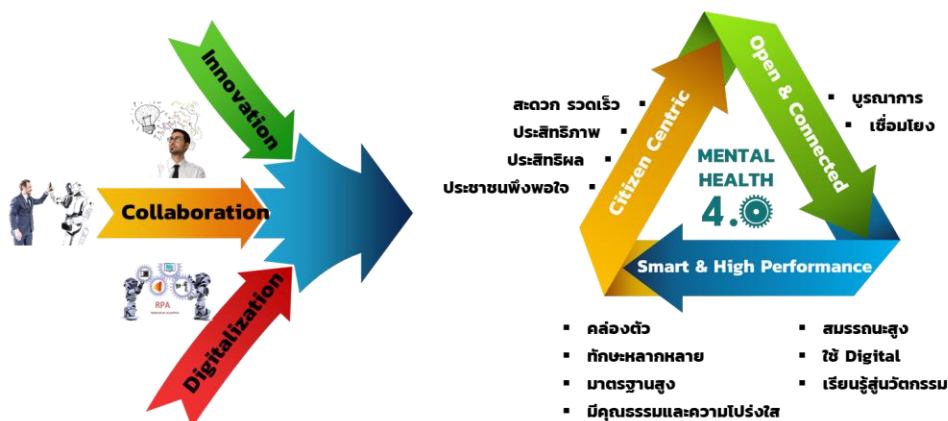 Innovation
Collaboration
RPA
Digitalization
Citizen Centric
Open & Connected
Smart & High Performance
MENTAL
HEALTH
4.0
▪ สะดวก รวดเร็ว
▪ ประสิทธิภาพ
▪ ประสิทธิผล
▪ ประชาชนพึงพอใจ
▪ บูรณาการ
▪ เชื่อมโยง
▪ คล่องตัว
▪ ทักษะหลากหลาย
▪ มาตรฐานสูง
▪ มีคุณธรรมและความโปร่งใส
▪ สมรรถนะสูง
▪ ใช้ Digital
▪ เรียนรู้สู่นวัตกรรม